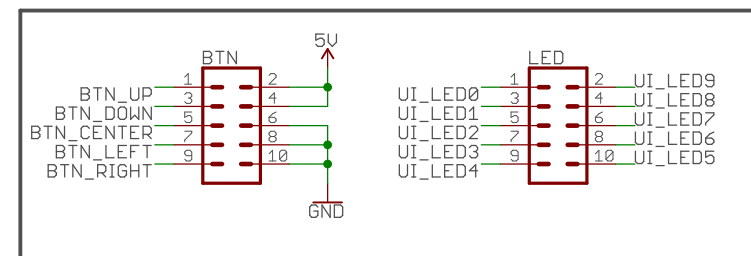 5V
BTN
LED
1 2
BTN_UP
3 4
BTN_DOWN
5 6
BTN_CENTER
7 8
BTN_LEFT
9 10
BTN_RIGHT
GND
1 2
UI_LED0 UI_LED9
3 4
UI_LED1 UI_LED8
5 6
UI_LED2 UI_LED7
7 8
UI_LED3 UI_LED6
9 10
UI_LED4 UI_LED5